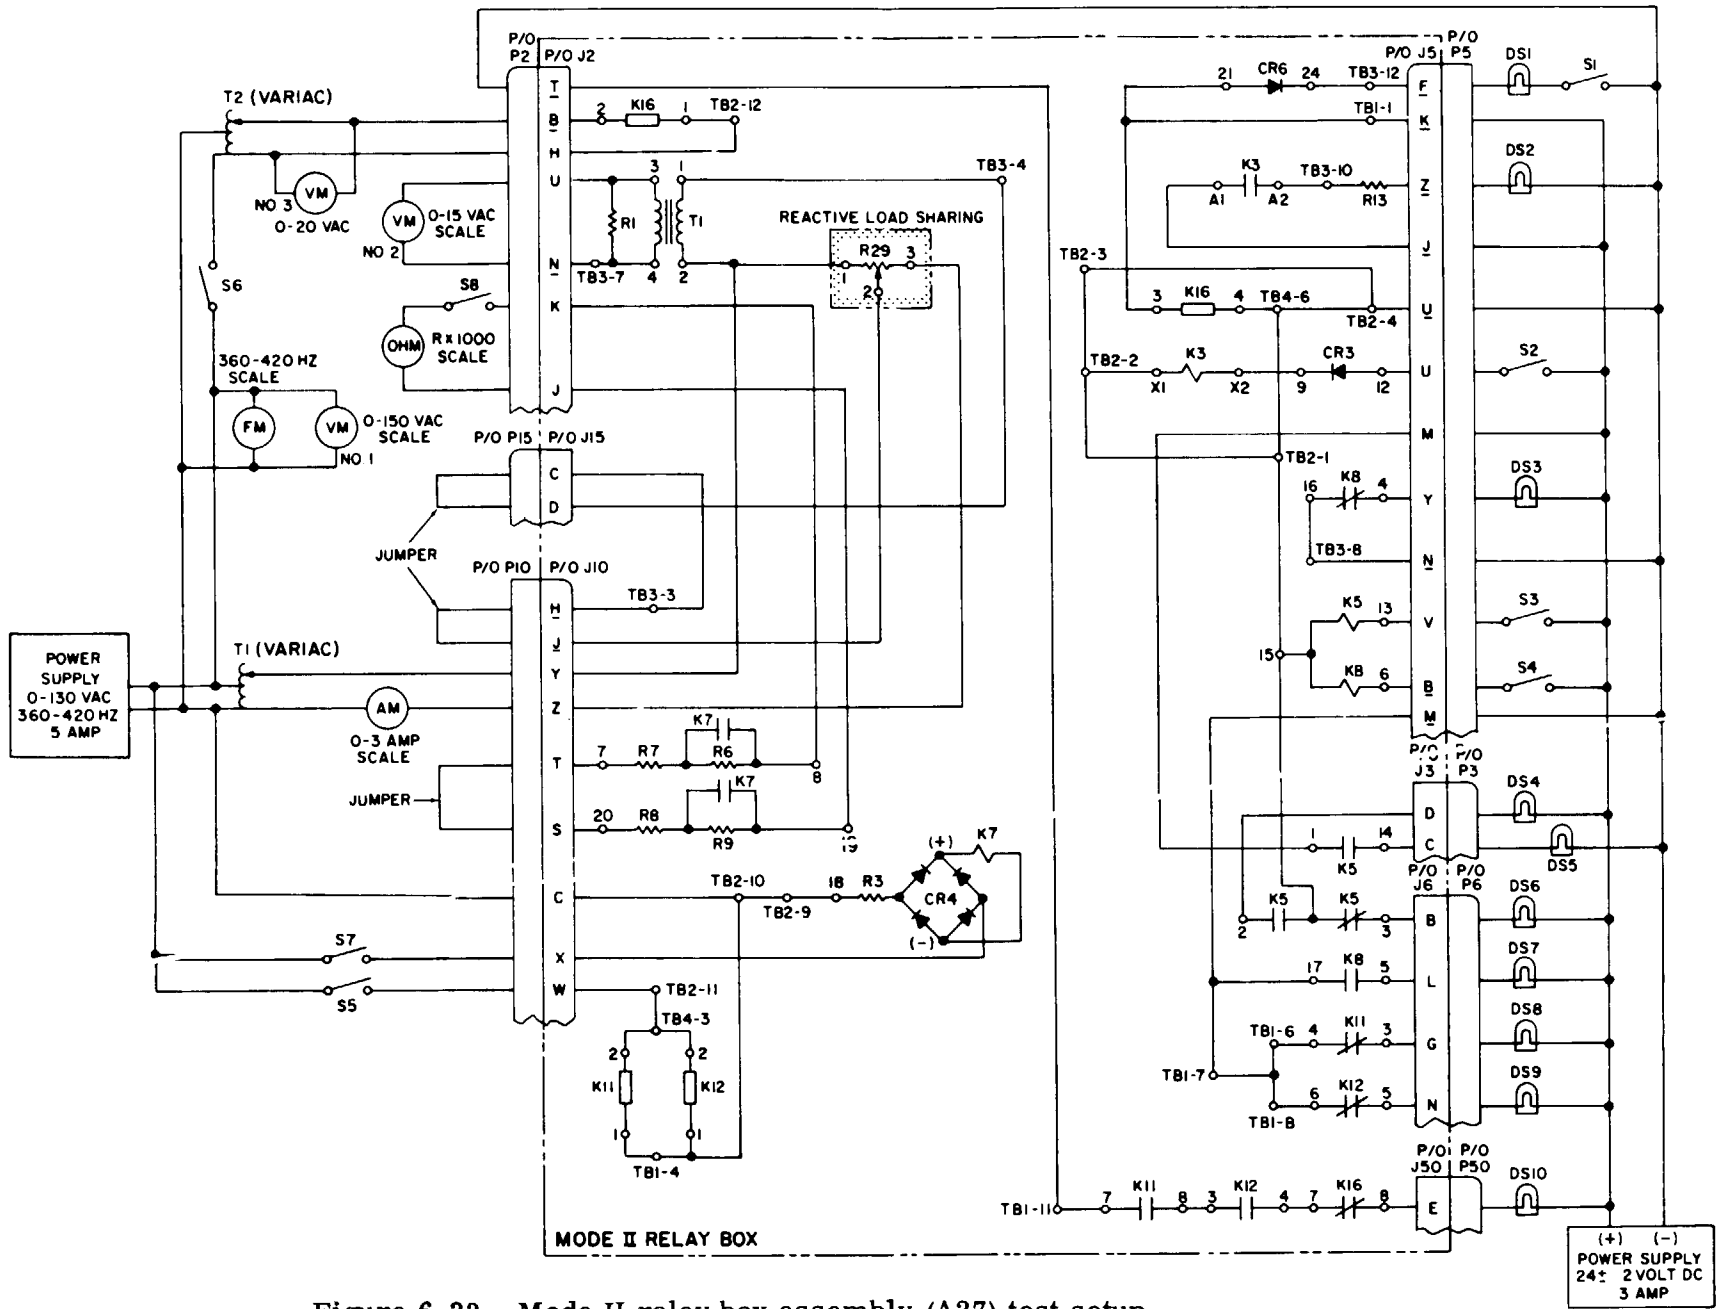 P/O
P2
P/O J2
T
B
H
U
N
K
J
T2 (VARIAC)
VM
NO 3
0-20 VAC
VM
0-15 VAC
SCALE
NO 2
S8
OHM
RX1000
SCALE
S6
360-420 HZ
SCALE
FM
VM
0-150 VAC
SCALE
NO. 1
2
K16
1
TB2-12
3
1
R1
T1
TB3-7
4
2
TB3-4
REACTIVE LOAD SHARING
R29
1
3
2
P/O P15
P/O J15
C
D
JUMPER
P/O P10
P/O J10
H
J
Y
Z
T
S
C
X
W
TB3-3
POWER
SUPPLY
0-130 VAC
360-420 HZ
5 AMP
T1 (VARIAC)
AM
0-3 AMP
SCALE
JUMPER
7
R7
K7
R6
8
20
R8
K7
R9
19
TB2-10
TB2-9
18
R3
(+)
CR4
(-)
K7
S7
S5
TB2-11
TB4-3
2
2
K11
K12
1
1
TB1-4
MODE II RELAY BOX
P/O J5
P/O
P5
F
K
Z
J
U
U
M
Y
N
V
B
M
21
CR6
24
TB3-12
TB1-1
DS1
S1
K3
A1
A2
TB3-10
R13
DS2
TB2-3
3
K16
4
TB4-6
TB2-4
TB2-2
X1
K3
X2
9
CR3
12
S2
TB2-1
16
K8
4
DS3
TB3-8
K5
13
S3
15
K8
6
S4
P/O
J3
P/O
P3
D
C
DS4
DS5
1
K5
14
P/O
J6
P/O
P6
B
L
G
N
2
K5
K5
3
DS6
17
K8
5
DS7
TB1-6
4
K11
3
DS8
TB1-7
TB1-8
6
K12
5
DS9
P/O
J50
P/O
P50
E
TB1-11
7
K11
8
3
K12
4
7
K16
8
DS10
(+)
(-)
POWER SUPPLY
24± 2 VOLT DC
3 AMP
Mode II relay box assembly (A27) test setup